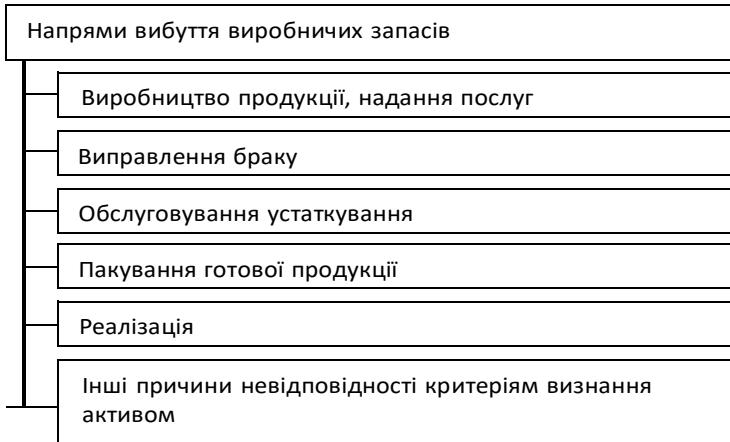 Напрями вибуття виробничих запасів
Виробництво продукції, надання послуг
Виправлення браку
Обслуговування устаткування
Пакування готової продукції
Реалізація
Інші причини невідповідності критеріям визнання
активом